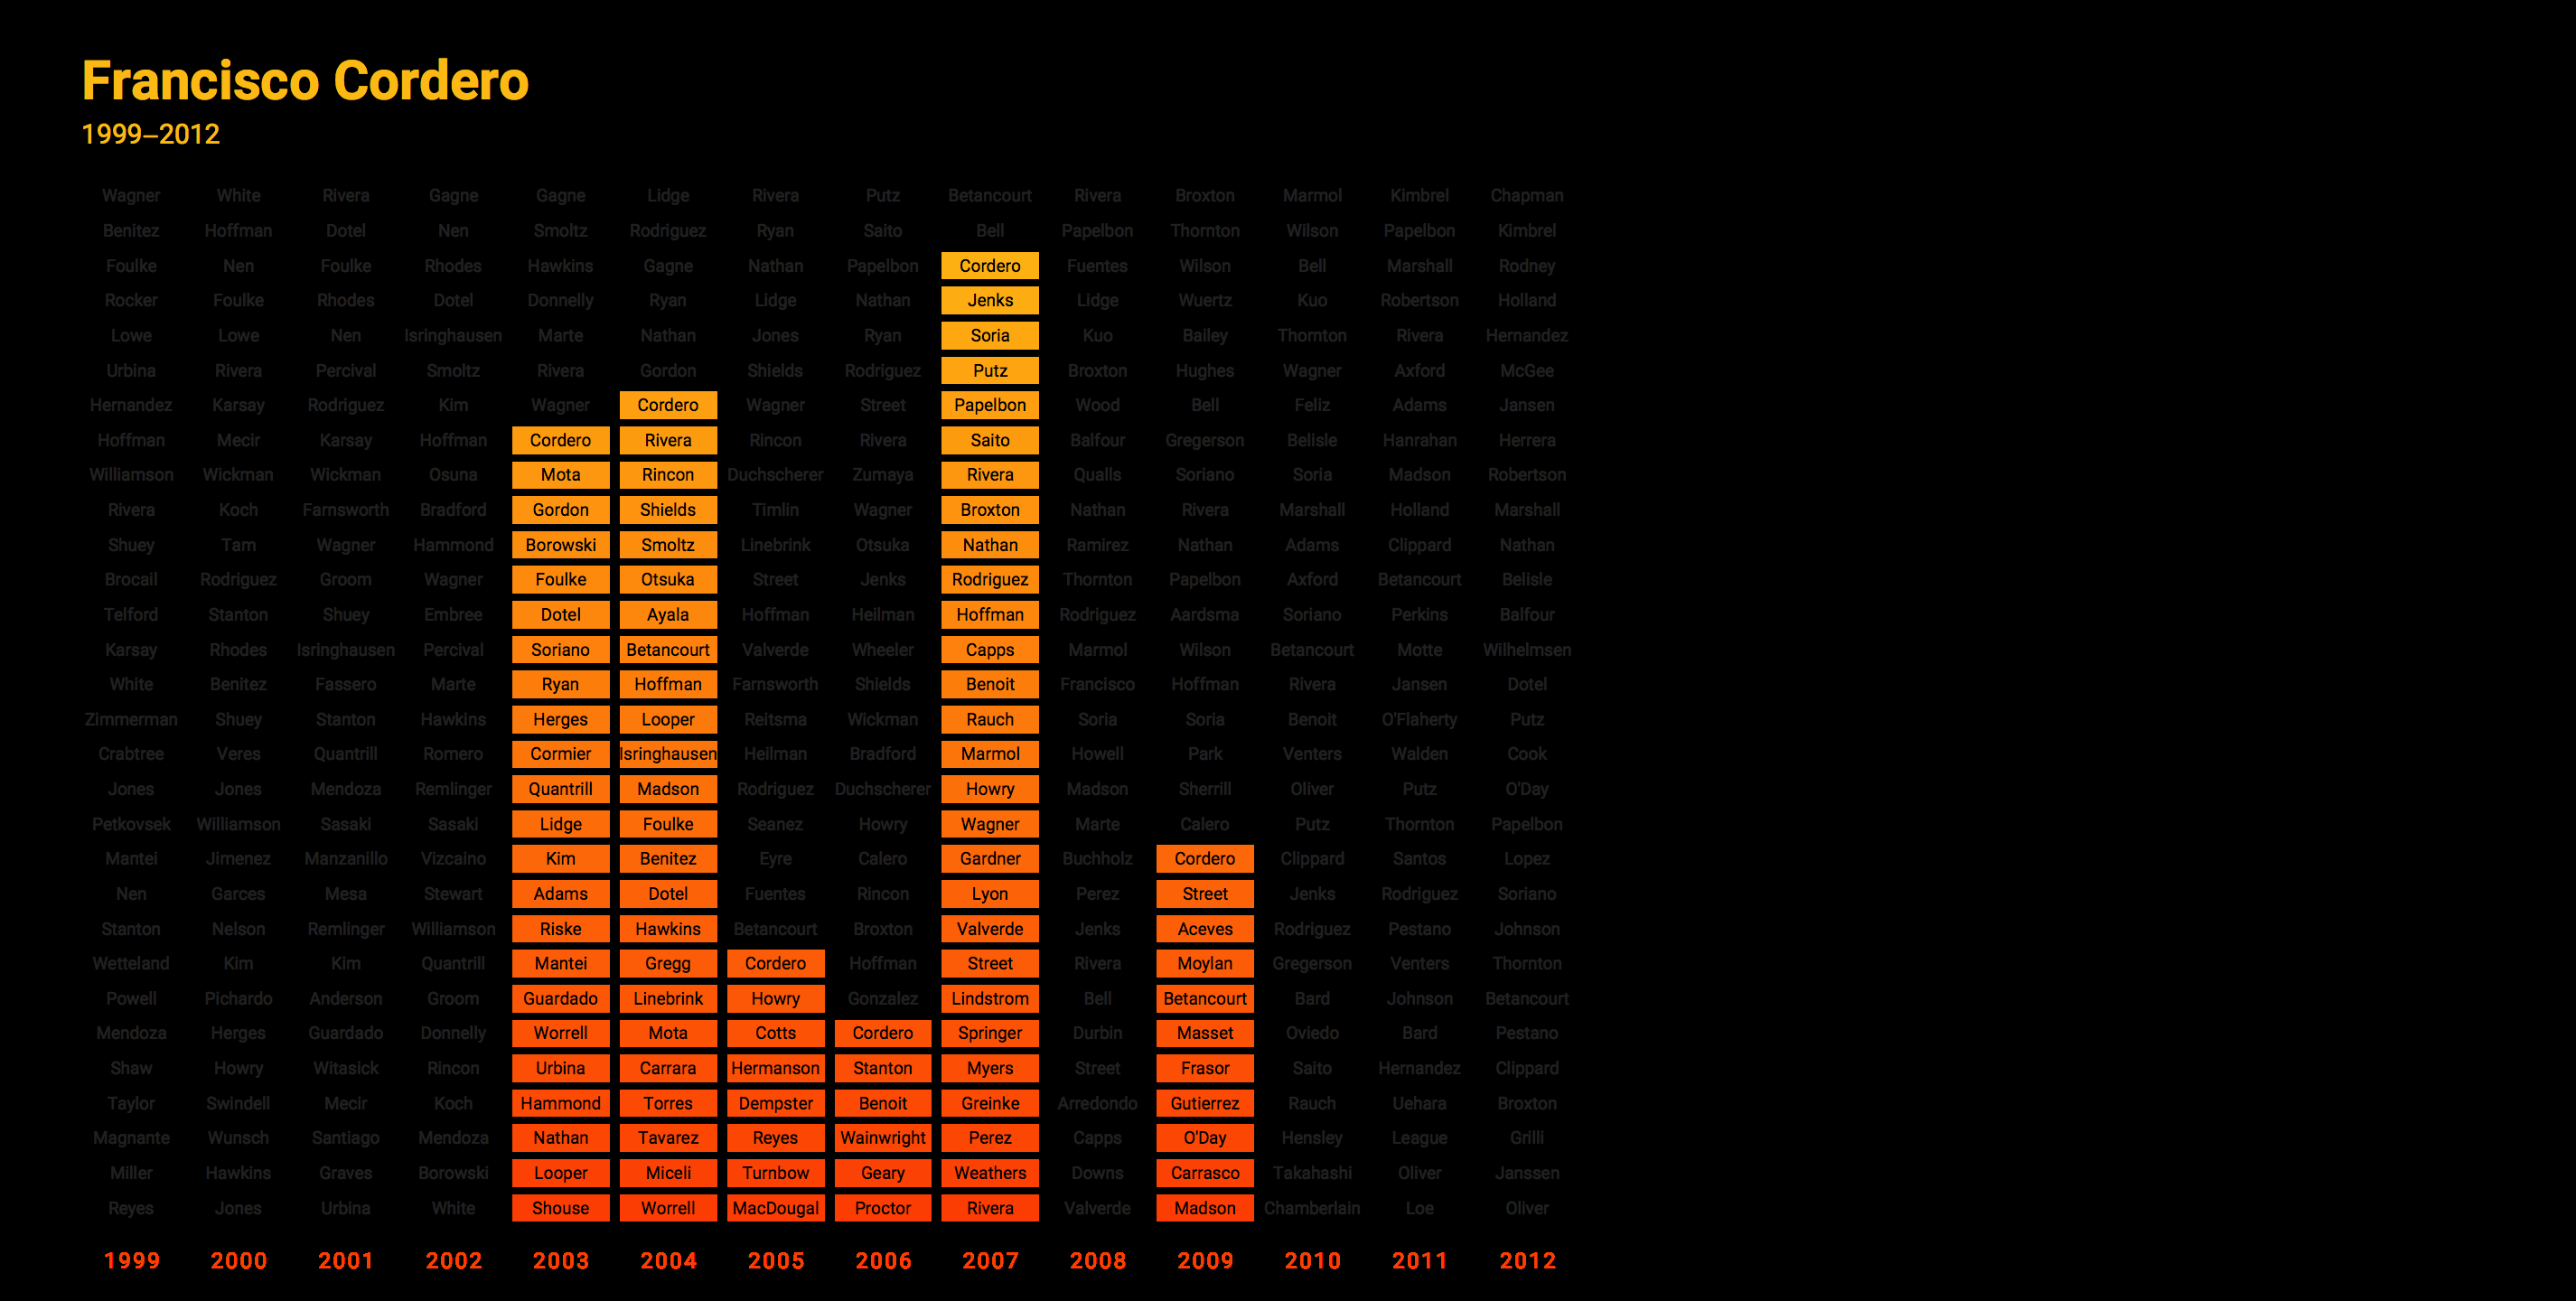 Francisco Cordero
1999–2012
Wagner White Rivera Gagne Gagne Lidge Rivera Putz Betancourt Rivera Broxton Marmol Kimbrel Chapman
Benitez Hoffman Dotel Nen Smoltz Rodriguez Ryan Saito Bell Papelbon Thornton Wilson Papelbon Kimbrel
Foulke Nen Foulke Rhodes Hawkins Gagne Nathan Papelbon Cordero Fuentes Wilson Bell Marshall Rodney
Rocker Foulke Rhodes Dotel Donnelly Ryan Lidge Nathan Jenks Lidge Wuertz Kuo Robertson Holland
Lowe Lowe Nen Isringhausen Marte Nathan Jones Ryan Soria Kuo Bailey Thornton Rivera Hernandez
Urbina Rivera Percival Smoltz Rivera Gordon Shields Rodriguez Putz Broxton Hughes Wagner Axford McGee
Hernandez Karsay Rodriguez Kim Wagner Cordero Wagner Street Papelbon Wood Bell Feliz Adams Jansen
Hoffman Mecir Karsay Hoffman Cordero Rivera Rincon Rivera Saito Balfour Gregerson Belisle Hanrahan Herrera
Williamson Wickman Wickman Osuna Mota Rincon Duchscherer Zumaya Rivera Qualls Soriano Soria Madson Robertson
Rivera Koch Farnsworth Bradford Gordon Shields Timlin Wagner Broxton Nathan Rivera Marshall Holland Marshall
Shuey Tam Wagner Hammond Borowski Smoltz Linebrink Otsuka Nathan Ramirez Nathan Adams Clippard Nathan
Brocail Rodriguez Groom Wagner Foulke Otsuka Street Jenks Rodriguez Thornton Papelbon Axford Betancourt Belisle
Telford Stanton Shuey Embree Dotel Ayala Hoffman Heilman Hoffman Rodriguez Aardsma Soriano Perkins Balfour
Karsay Rhodes Isringhausen Percival Soriano Betancourt Valverde Wheeler Capps Marmol Wilson Betancourt Motte Wilhelmsen
White Benitez Fassero Marte Ryan Hoffman Farnsworth Shields Benoit Francisco Hoffman Rivera Jansen Dotel
Zimmerman Shuey Stanton Hawkins Herges Looper Reitsma Wickman Rauch Soria Soria Benoit O'Flaherty Putz
Crabtree Veres Quantrill Romero Cormier Isringhausen Heilman Bradford Marmol Howell Park Venters Walden Cook
Jones Jones Mendoza Remlinger Quantrill Madson Rodriguez Duchscherer Howry Madson Sherrill Oliver Putz O'Day
Petkovsek Williamson Sasaki Sasaki Lidge Foulke Seanez Howry Wagner Marte Calero Putz Thornton Papelbon
Mantei Jimenez Manzanillo Vizcaino Kim Benitez Eyre Calero Gardner Buchholz Cordero Clippard Santos Lopez
Nen Garces Mesa Stewart Adams Dotel Fuentes Rincon Lyon Perez Street Jenks Rodriguez Soriano
Stanton Nelson Remlinger Williamson Riske Hawkins Betancourt Broxton Valverde Jenks Aceves Rodriguez Pestano Johnson
Wetteland Kim Kim Quantrill Mantei Gregg Cordero Hoffman Street Rivera Moylan Gregerson Venters Thornton
Powell Pichardo Anderson Groom Guardado Linebrink Howry Gonzalez Lindstrom Bell Betancourt Bard Johnson Betancourt
Mendoza Herges Guardado Donnelly Worrell Mota Cotts Cordero Springer Durbin Masset Oviedo Bard Pestano
Shaw Howry Witasick Rincon Urbina Carrara Hermanson Stanton Myers Street Frasor Saito Hernandez Clippard
Taylor Swindell Mecir Koch Hammond Torres Dempster Benoit Greinke Arredondo Gutierrez Rauch Uehara Broxton
Magnante Wunsch Santiago Mendoza Nathan Tavarez Reyes Wainwright Perez Capps O'Day Hensley League Grilli
Miller Hawkins Graves Borowski Looper Miceli Turnbow Geary Weathers Downs Carrasco Takahashi Oliver Janssen
Reyes Jones Urbina White Shouse Worrell MacDougal Proctor Rivera Valverde Madson Chamberlain Loe Oliver
1999 2000 2001 2002 2003 2004 2005 2006 2007 2008 2009 2010 2011 2012